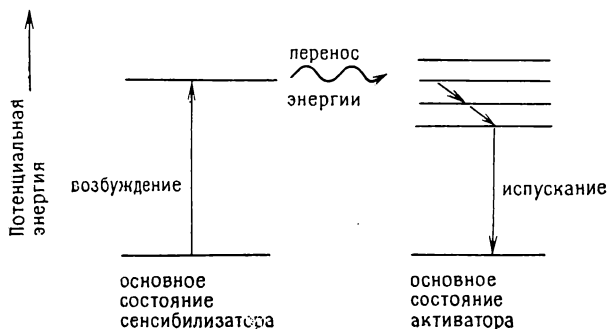 Потенциальная
энергия
возбуждение
перенос
энергии
испускание
основное
состояние
сенсибилизатора
основное
состояние
активатора